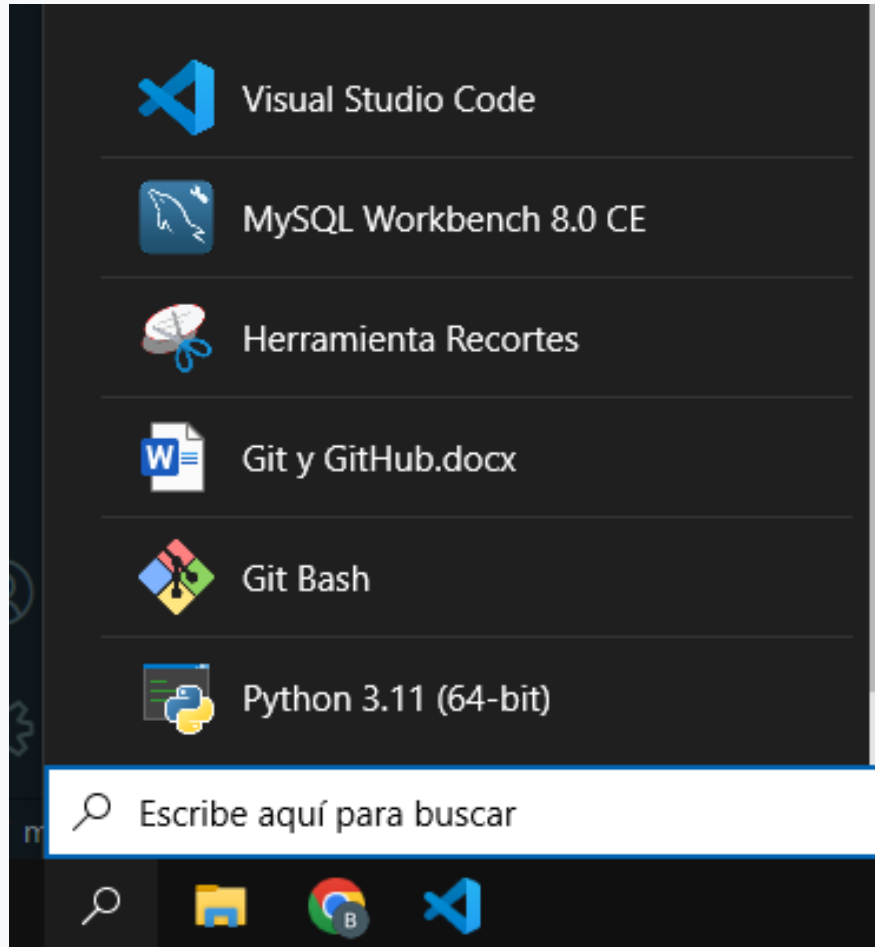 Visual Studio Code
MySQL Workbench 8.0 CE
Herramienta Recortes
W
Git y GitHub.docx
Git Bash
Python 3.11 (64-bit)
Escribe aquí para buscar
B